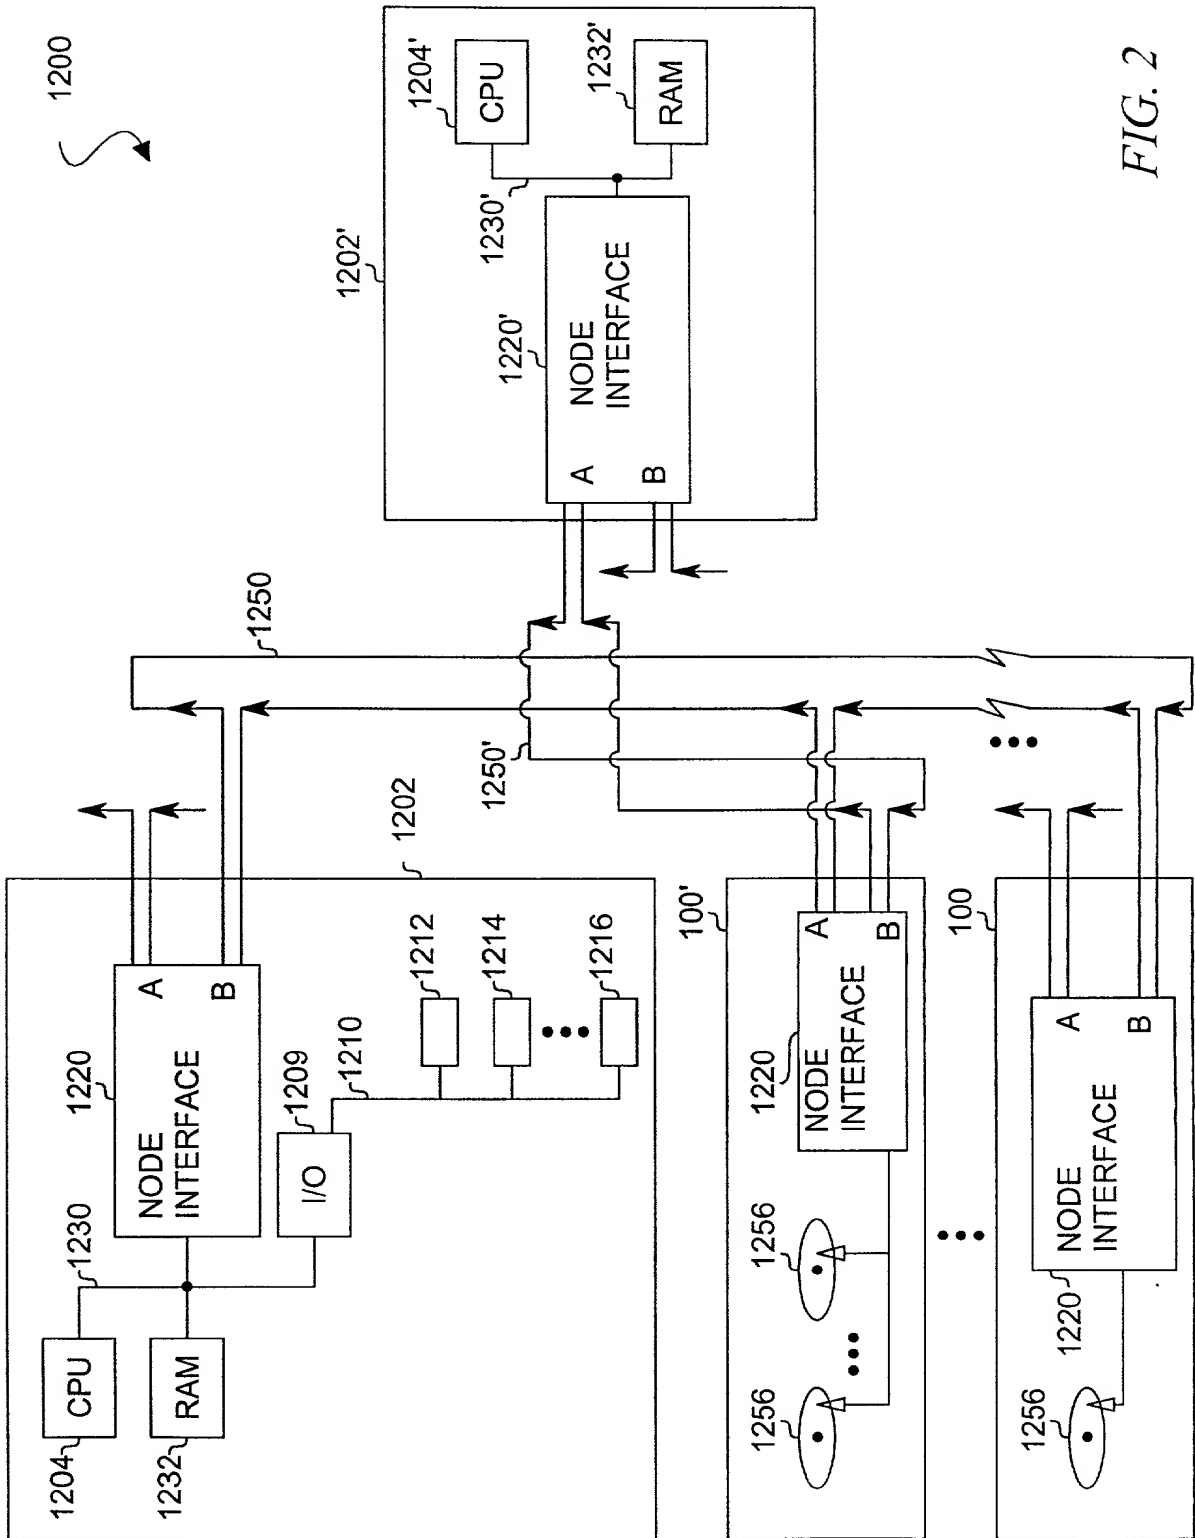 1204
CPU
1232
RAM
1230
1220
NODE
INTERFACE
A
B
I/O
1209
1210
1212
1214
1216
1202
1200
1250
1250'
1202'
1220'
NODE
INTERFACE
A
B
1230'
1204'
CPU
1232'
RAM
100'
1256
1256
1220
NODE
INTERFACE
A
B
100
1256
1220
NODE
INTERFACE
A
B
FIG. 2